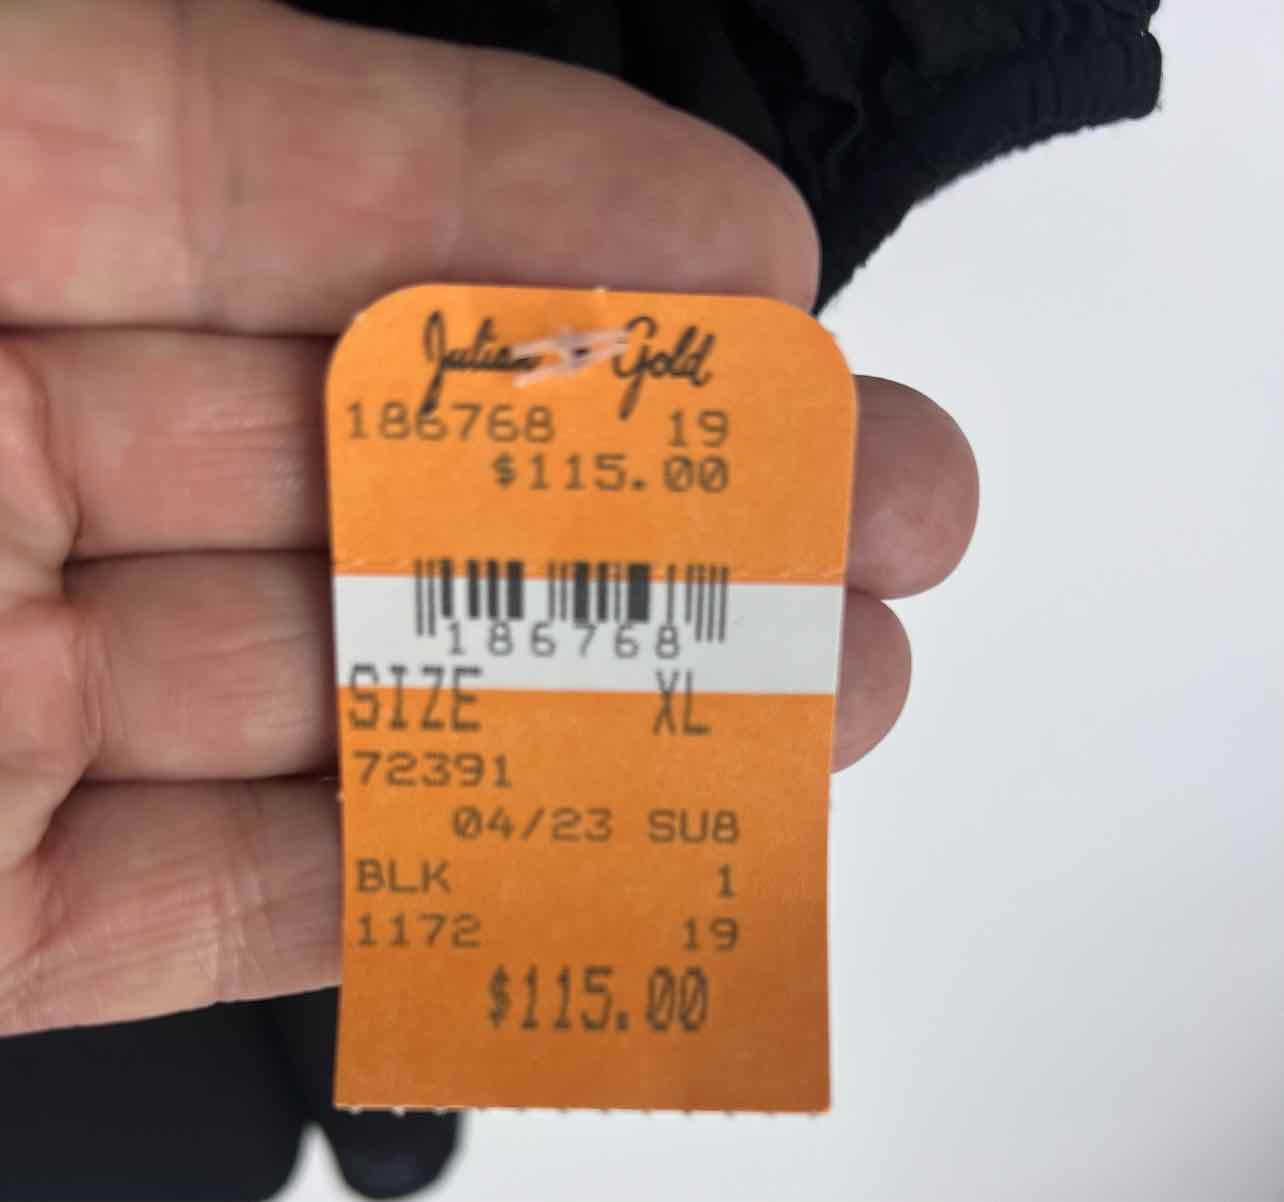 Julian Gold
186768 19
$115.00
186768
SIZE XL
72391
04/23 SU8
BLK 1
1172 19
$115.00